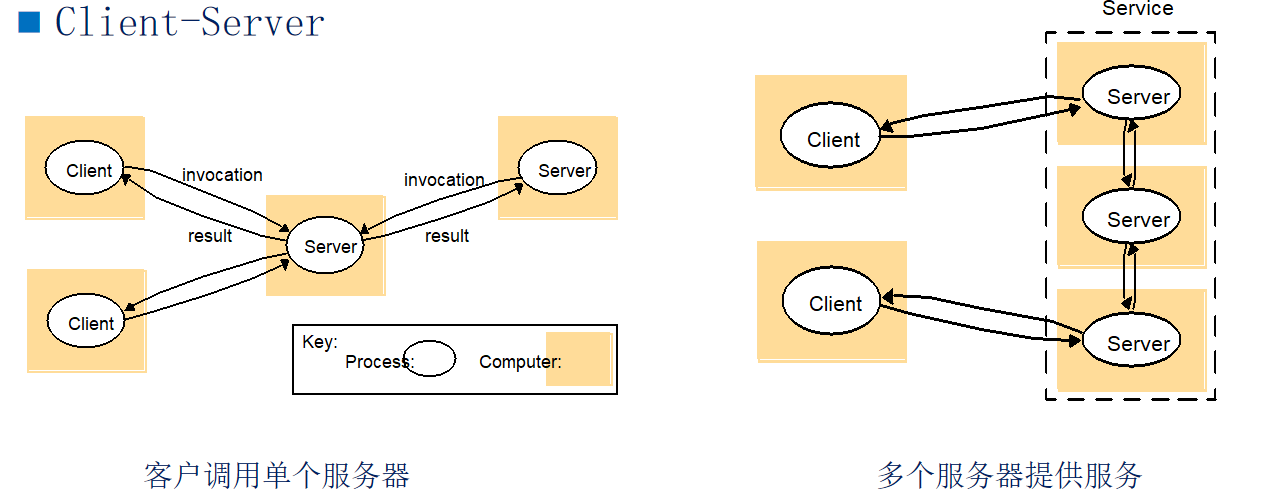 Client-Server
Client
invocation
result
Server
invocation
result
Server
Client
Key:
Process:
Computer:
客户调用单个服务器
Service
Client
Server
Server
Client
Server
多个服务器提供服务